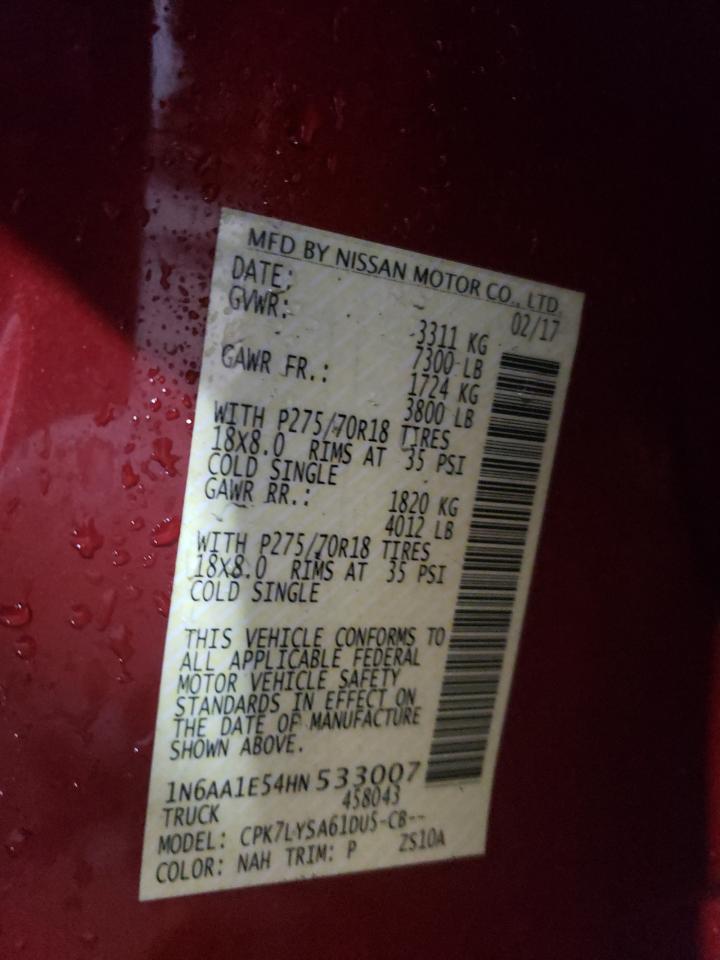 MFD BY NISSAN MOTOR CO., LTD.
DATE: 02/17
GVWR: 3311 KG
7300 LB
GAWR FR.: 1724 KG
3800 LB
WITH P275/70R18 TIRES
18X8.0 RIMS AT 35 PSI
COLD SINGLE
GAWR RR.: 1820 KG
4012 LB
WITH P275/70R18 TIRES
18X8.0 RIMS AT 35 PSI
COLD SINGLE
THIS VEHICLE CONFORMS TO
ALL APPLICABLE FEDERAL
MOTOR VEHICLE SAFETY
STANDARDS IN EFFECT ON
THE DATE OF MANUFACTURE
SHOWN ABOVE.
1N6AA1E54HN533007
TRUCK 458043
MODEL: CPK7LYSA61DU5-CB--
COLOR: NAH TRIM: P ZS10A